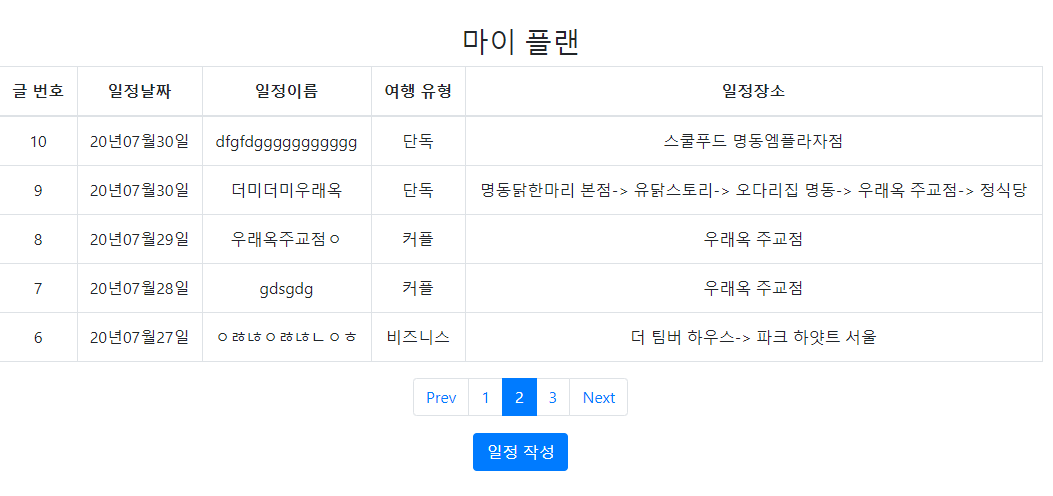 마이 플랜
글 번호 일정날짜 일정이름 여행 유형 일정장소
10 20년07월30일 dfgfdggggggggggg 단독 스쿨푸드 명동엠플라자점
9 20년07월30일 더미더미우래옥 단독 명동닭한마리 본점-> 유닭스토리-> 오다리집 명동-> 우래옥 주교점-> 정식당
8 20년07월29일 우래옥주교점ㅇ 커플 우래옥 주교점
7 20년07월28일 gdsgdg 커플 우래옥 주교점
6 20년07월27일 비즈니스 더 팀버 하우스-> 파크 하얏트 서울
Prev 1 2 3 Next
일정 작성